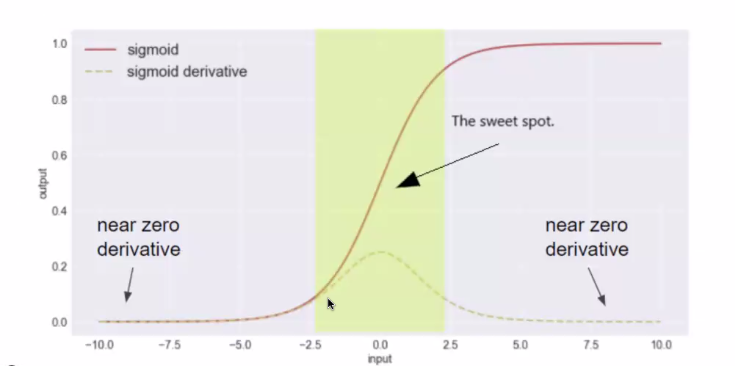 1.0
sigmoid
sigmoid derivative
0.8
The sweet spot.
0.6
output
0.4
near zero
derivative
near zero
derivative
0.2
0.0
−10.0 −7.5 −5.0 −2.5 0.0 2.5 5.0 7.5 10.0
input